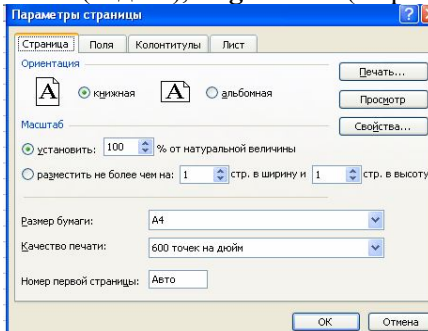 Параметры страницы
Страница Поля Колонтитулы Лист
Ориентация
А книжная А альбомная
Печать...
Просмотр
Свойства...
Масштаб
установить: 100 % от натуральной величины
разместить не более чем на: 1 стр. в ширину и 1 стр. в высоту
Размер бумаги: A4
Качество печати: 600 точек на дюйм
Номер первой страницы: Авто
ОК Отмена